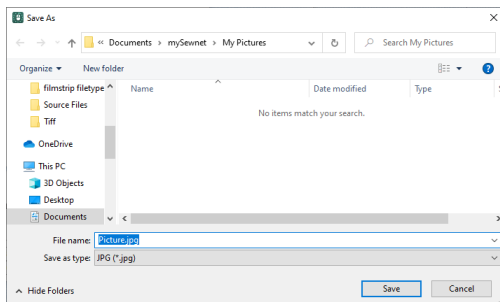 Save As
« Documents › mySewnet › My Pictures
Search My Pictures
Organize
New folder
filmstrip filetype
Source Files
Tiff
OneDrive
This PC
3D Objects
Desktop
Documents
Name
Date modified
Type
No items match your search.
File name: Picture.jpg
Save as type: JPG (*.jpg)
Hide Folders
Save
Cancel